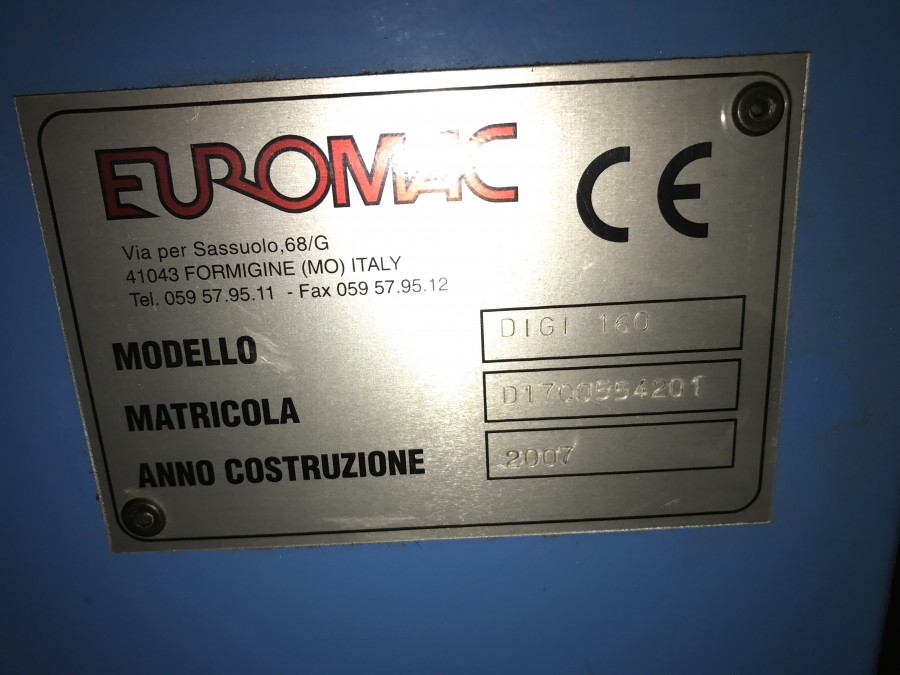 EUROMAC
CE
Via per Sassuolo,68/G
41043 FORMIGINE (MO) ITALY
Tel. 059 57.95.11 - Fax 059 57.95.12
MODELLO
DIGI 160
MATRICOLA
D1700554201
ANNO COSTRUZIONE
2007